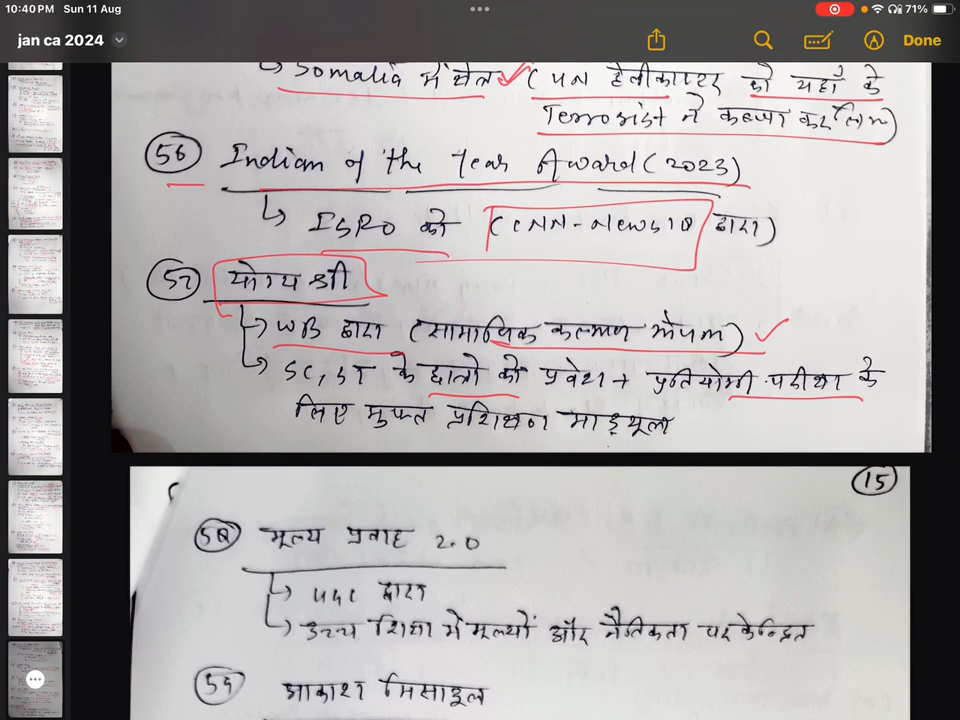 10:40 PM Sun 11 Aug
71%
jan ca 2024
Done
↳ Somalia में ✓ (UN हेलीकाप्टर को यहाँ के
Terrorist ने कब्जा कर लिया)
56 Indian of the Year Award (2023)
↳ ISRO को (CNN-News18 द्वारा)
57 योग्य श्री
↳ WB द्वारा (सामाजिक कल्याण) ✓
↳ SC, ST के छात्रों को प्रवेश + प्रतियोगी परीक्षा के
लिए मुफ्त प्रशिक्षण माड्यूल
15
58 मूल्य प्रवाह 2.0
↳ UGC द्वारा
↳ उच्च शिक्षा में मूल्यों और नैतिकता पर केन्द्रित
59 आकाश मिसाइल